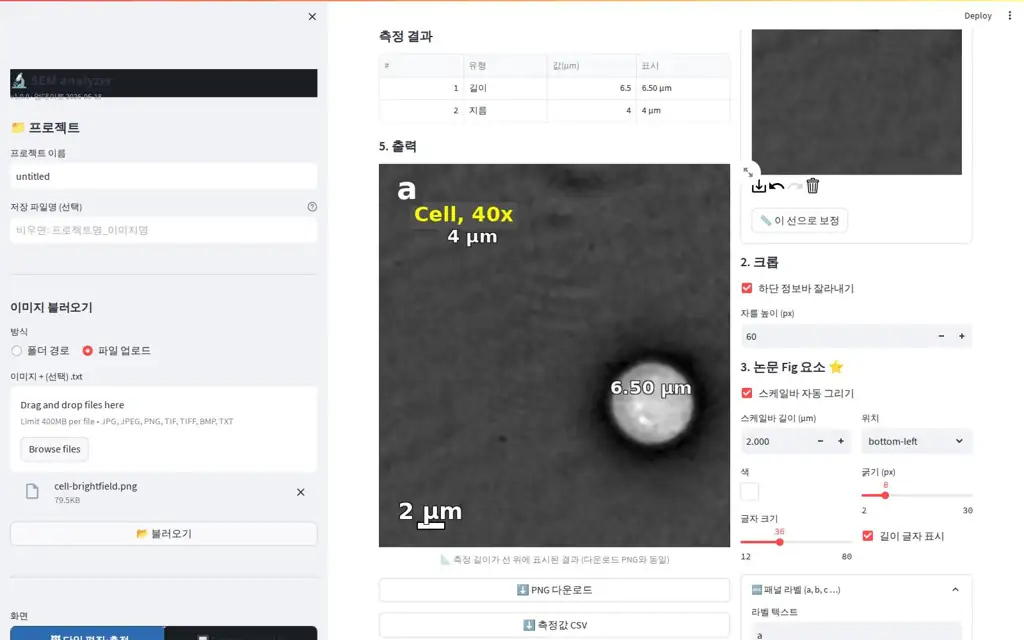 Deploy
SEM analyzer
v1.0.0 · 업데이트 2026-06-18
📁 프로젝트
프로젝트 이름
untitled
저장 파일명 (선택)
비우면: 프로젝트명_이미지명
이미지 불러오기
방식
폴더 경로
파일 업로드
이미지 + (선택) .txt
Drag and drop files here
Limit 400MB per file • JPG, JPEG, PNG, TIF, TIFF, BMP, TXT
Browse files
cell-brightfield.png
79.5KB
📂 불러오기
화면
측정 결과
# 유형 값(μm) 표시
1 길이 6.5 6.50 μm
2 지름 4 4 μm
5. 출력
a
Cell, 40x
4 μm
6.50 μm
2 μm
📐 측정 길이가 선 위에 표시된 결과 (다운로드 PNG와 동일)
⬇️ PNG 다운로드
⬇️ 측정값 CSV
📏 이 선으로 보정
2. 크롭
하단 정보바 잘라내기
자를 높이 (px)
60
3. 논문 Fig 요소 ⭐
스케일바 자동 그리기
스케일바 길이 (μm)
위치
2.000
bottom-left
색
굵기 (px)
8
2 30
글자 크기
36
12 80
길이 글자 표시
🔤 패널 라벨 (a, b, c …)
라벨 텍스트
a